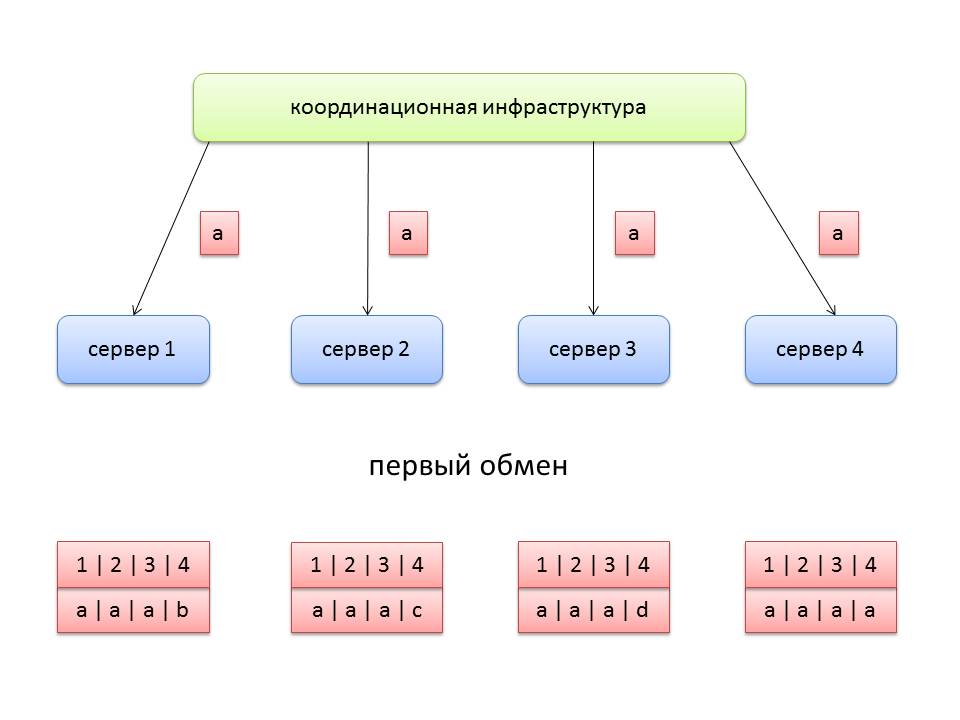 координационная инфраструктура
a
a
a
a
сервер 1
сервер 2
сервер 3
сервер 4
первый обмен
1 | 2 | 3 | 4
1 | 2 | 3 | 4
1 | 2 | 3 | 4
1 | 2 | 3 | 4
a | a | a | b
a | a | a | c
a | a | a | d
a | a | a | a